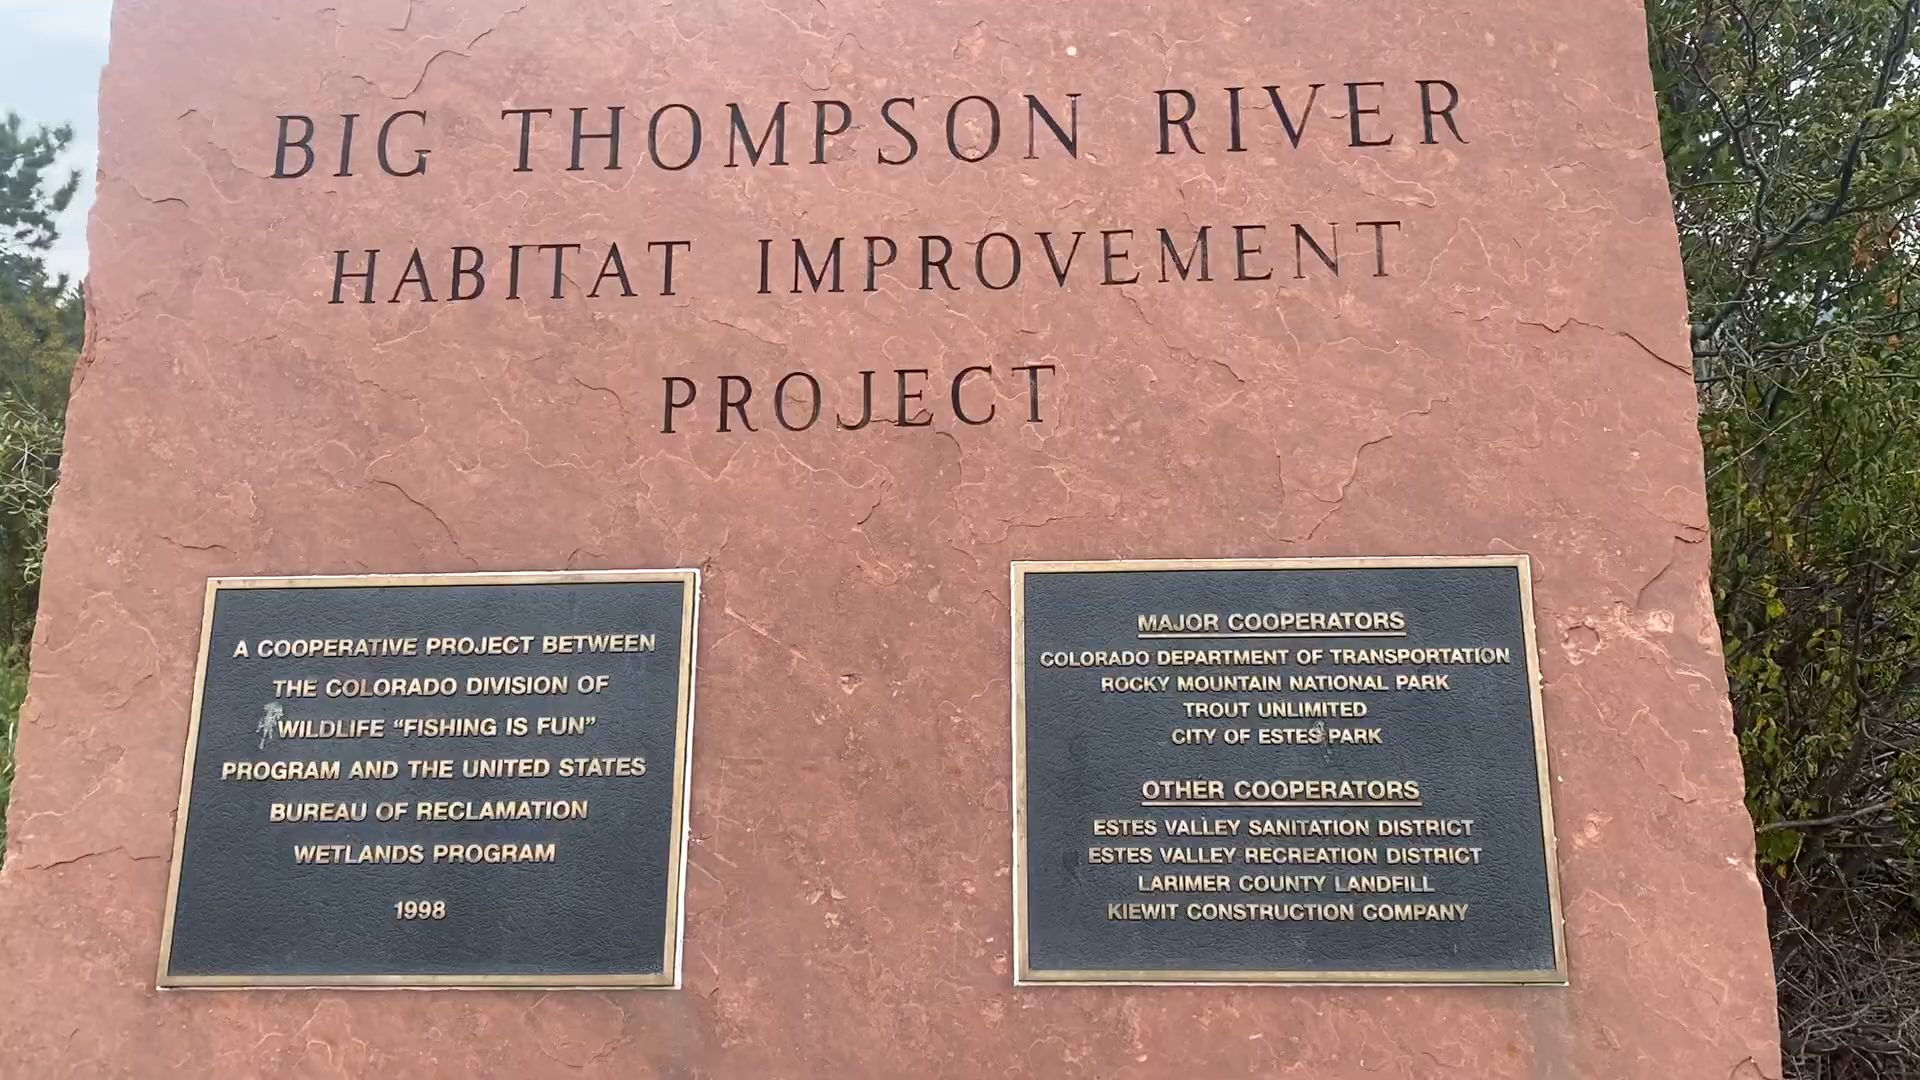 BIG THOMPSON RIVER
HABITAT IMPROVEMENT
PROJECT
A COOPERATIVE PROJECT BETWEEN
THE COLORADO DIVISION OF
WILDLIFE “FISHING IS FUN”
PROGRAM AND THE UNITED STATES
BUREAU OF RECLAMATION
WETLANDS PROGRAM
1998
MAJOR COOPERATORS
COLORADO DEPARTMENT OF TRANSPORTATION
ROCKY MOUNTAIN NATIONAL PARK
TROUT UNLIMITED
CITY OF ESTES PARK
OTHER COOPERATORS
ESTES VALLEY SANITATION DISTRICT
ESTES VALLEY RECREATION DISTRICT
LARIMER COUNTY LANDFILL
KIEWIT CONSTRUCTION COMPANY